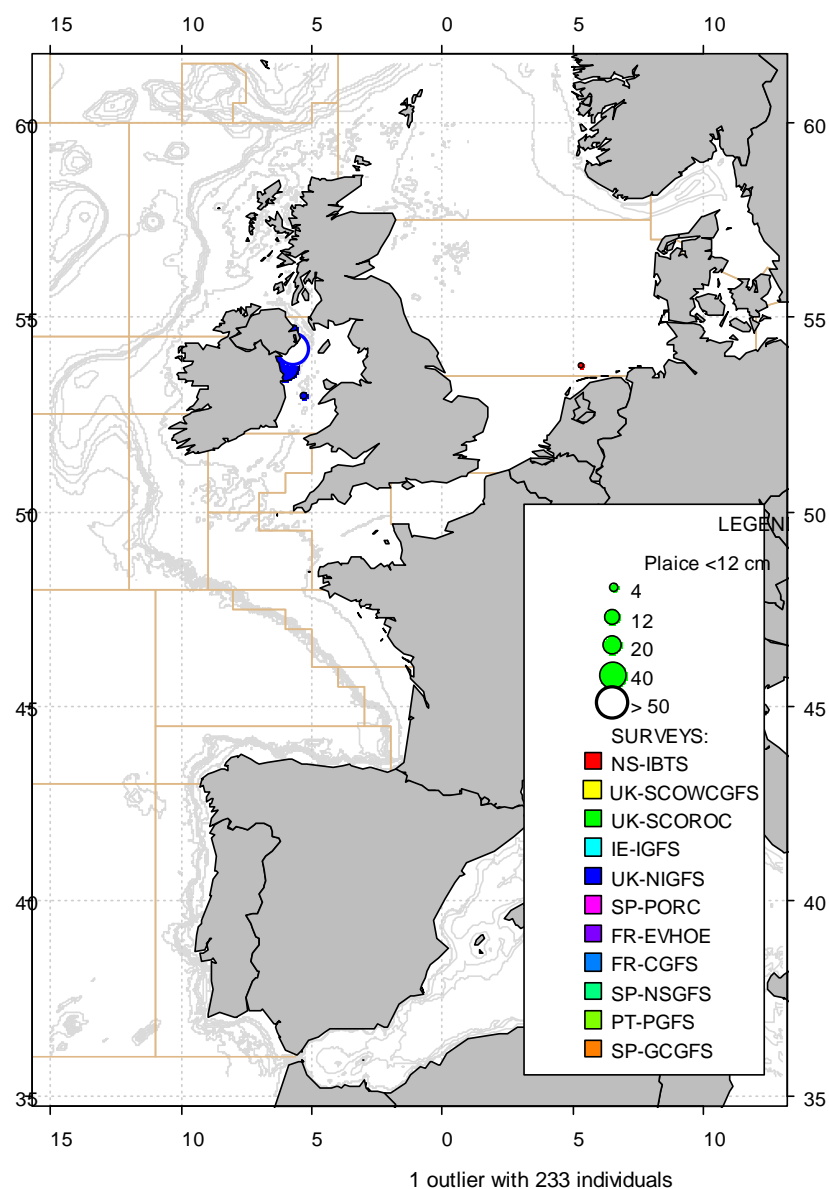 15 10 5 0 5 10
60 60
55 55
50 50
LEGEN
Plaice <12 cm
4
12
20
40
> 50
45 45
SURVEYS:
NS-IBTS
UK-SCOWCGFS
UK-SCOROC
IE-IGFS
UK-NIGFS
40 40
SP-PORC
FR-EVHOE
FR-CGFS
SP-NSGFS
PT-PGFS
SP-GCGFS
35 35
15 10 5 0 5 10
1 outlier with 233 individuals